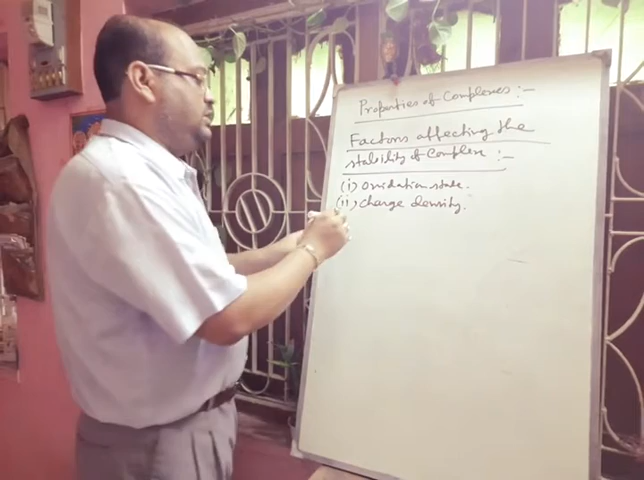 Properties of Complexes :-
Factors affecting the
stability of Complex :-
(i) Oxidation state.
(ii) Charge density.